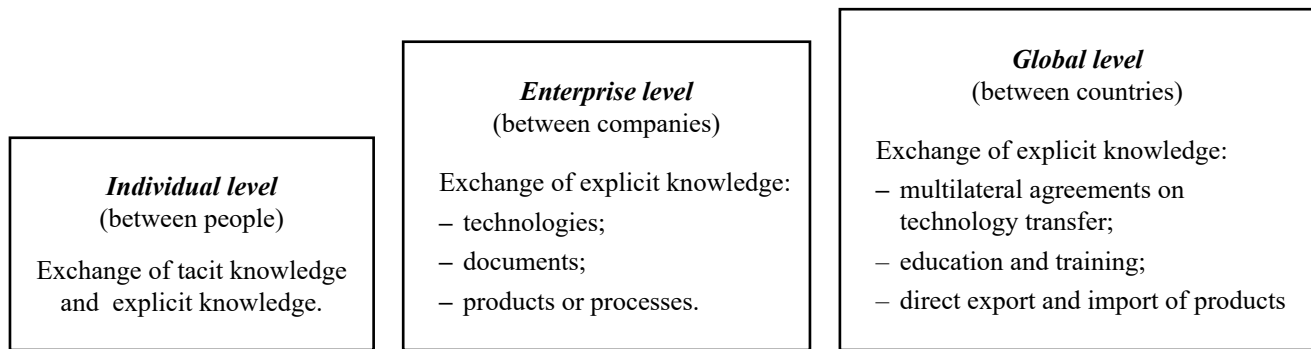 Individual level
(between people)
Exchange of tacit knowledge
and explicit knowledge.
Enterprise level
(between companies)
Exchange of explicit knowledge:
– technologies;
– documents;
– products or processes.
Global level
(between countries)
Exchange of explicit knowledge:
– multilateral agreements on
technology transfer;
– education and training;
– direct export and import of products